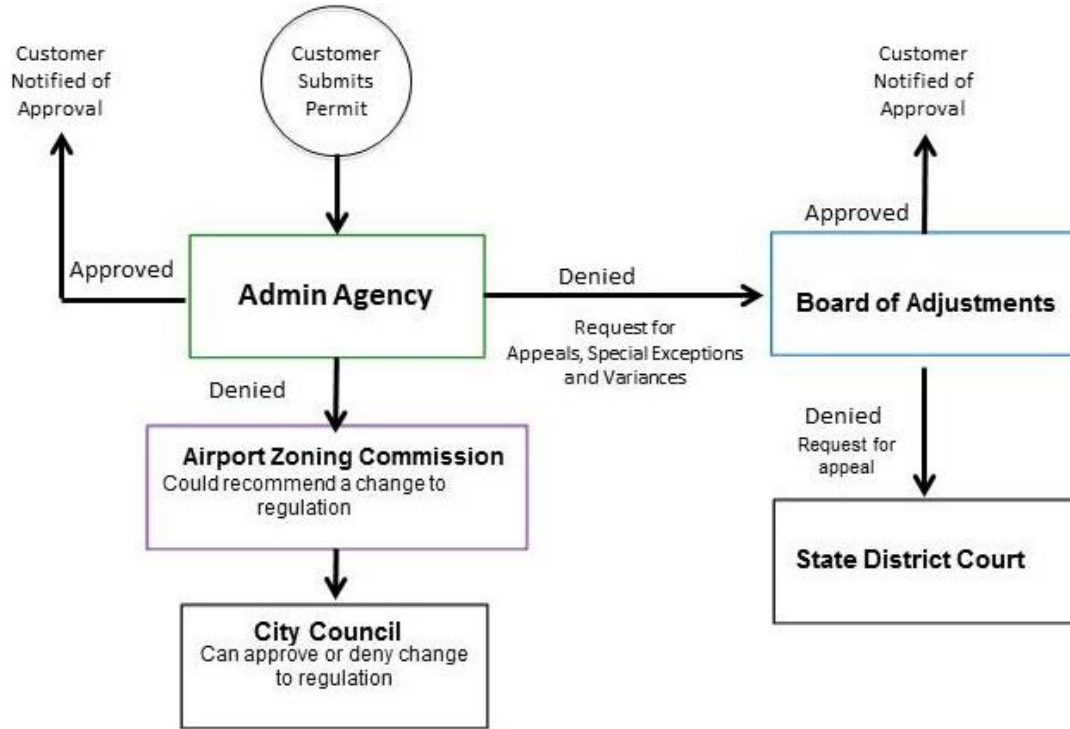 Customer
Notified of
Approval
Customer
Submits
Permit
Customer
Notified of
Approval
Approved
Admin Agency
Denied
Request for
Appeals, Special Exceptions
and Variances
Approved
Board of Adjustments
Denied
Airport Zoning Commission
Could recommend a change to
regulation
City Council
Can approve or deny change
to regulation
Denied
Request for
appeal
State District Court